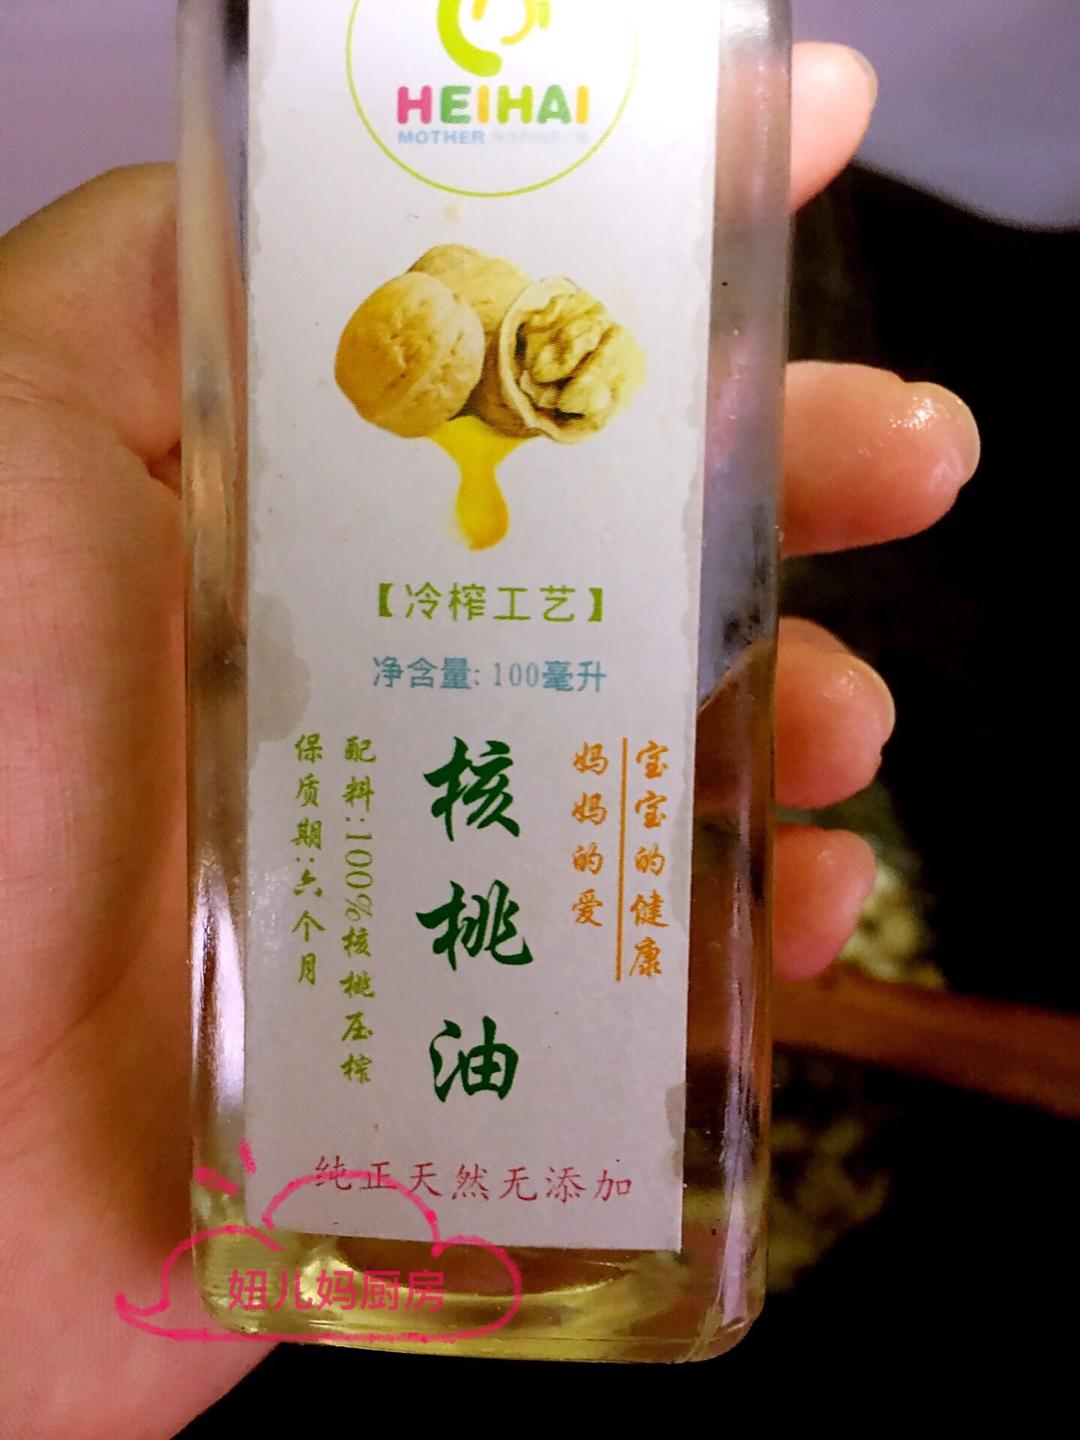 HEIHAI
MOTHER
【冷榨工艺】
净含量:100毫升
宝宝的健康
妈妈的爱
核桃油
配料:100%核桃压榨
保质期:六个月
纯正天然无添加
妞儿妈厨房